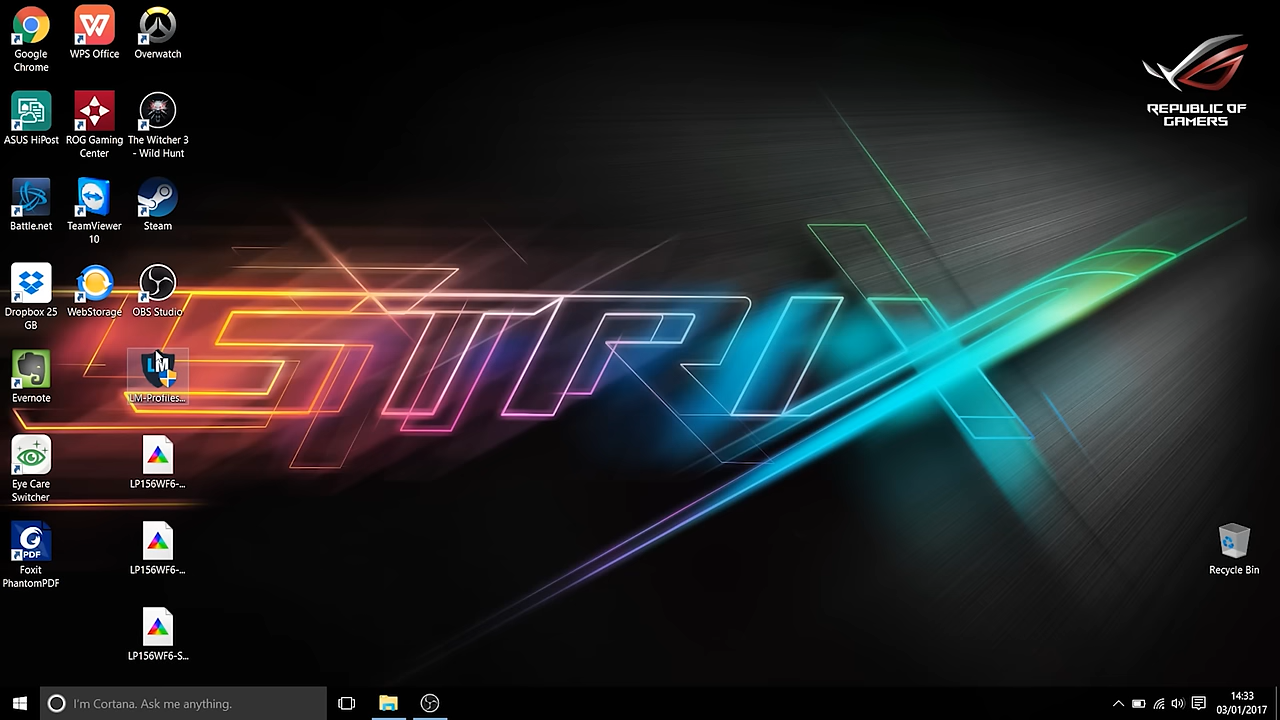 Google
Chrome
WPS Office
Overwatch
ASUS HiPost
ROG Gaming
Center
The Witcher 3
- Wild Hunt
Battle.net
TeamViewer
10
Steam
Dropbox 25
GB
WebStorage
OBS Studio
Evernote
LM
LM-Profiles...
Eye Care
Switcher
LP156WF6-...
PDF
Foxit
PhantomPDF
LP156WF6-...
LP156WF6-S...
STRIX
REPUBLIC OF
GAMERS
Recycle Bin
I'm Cortana. Ask me anything.
14:33
03/01/2017